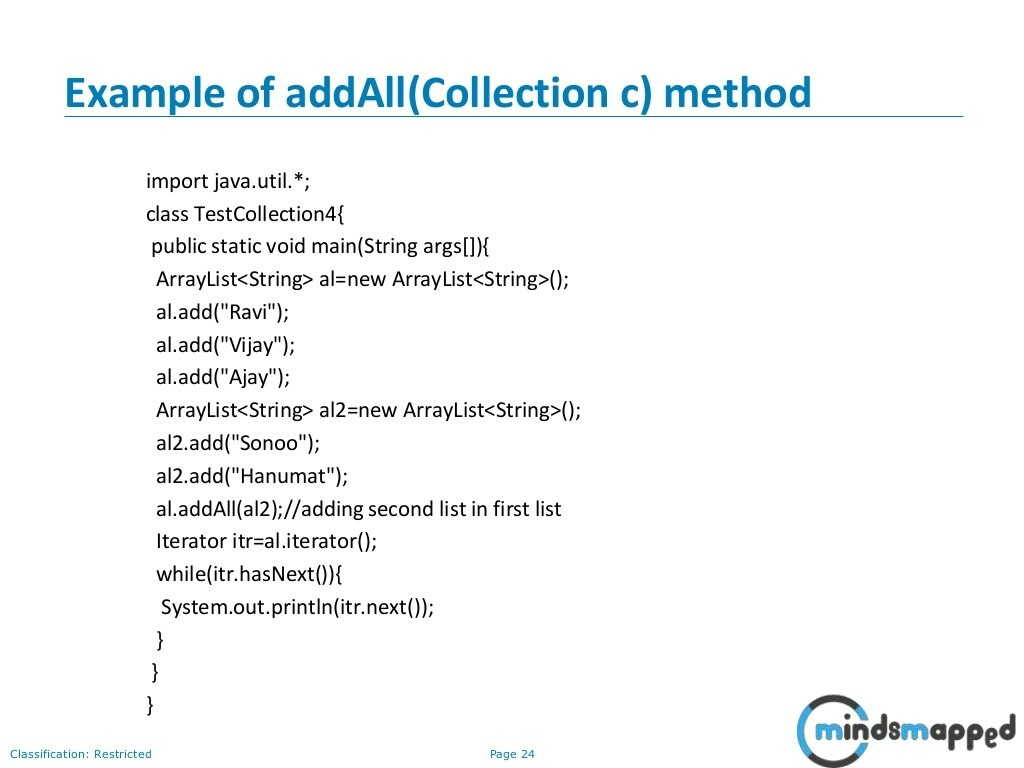 Example of addAll(Collection c) method
import java.util.*;
class TestCollection4{
public static void main(String args[]){
ArrayList<String> al=new ArrayList<String>();
al.add("Ravi");
al.add("Vijay");
al.add("Ajay");
ArrayList<String> al2=new ArrayList<String>();
al2.add("Sonoo");
al2.add("Hanumat");
al.addAll(al2);//adding second list in first list
Iterator itr=al.iterator();
while(itr.hasNext()){
System.out.println(itr.next());
}
}
}
mindsmapped
Classification: Restricted
Page 24